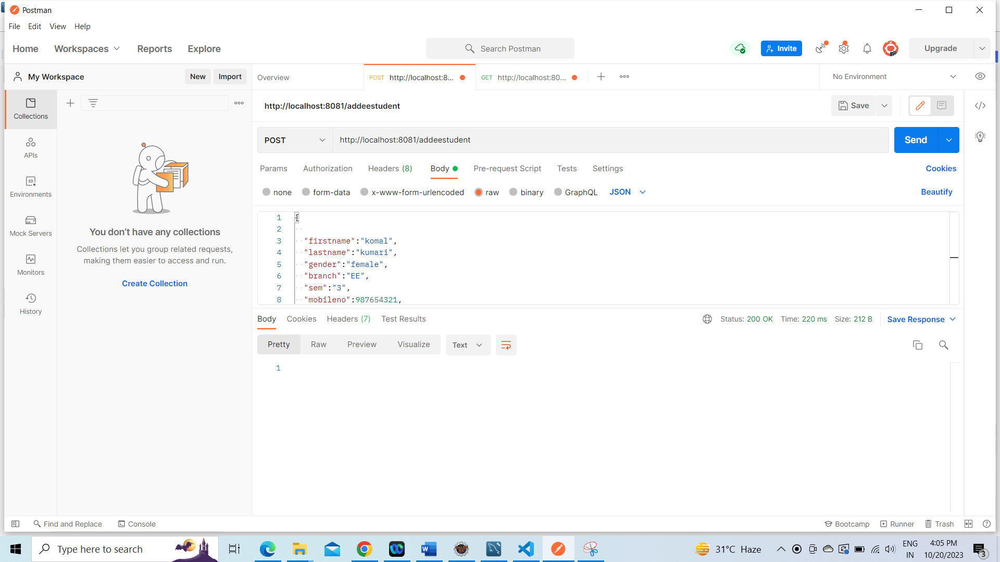 Postman
File Edit View Help
Home Workspaces Reports Explore
Search Postman
Invite
Upgrade
My Workspace
New Import
Overview
POST http://localhost:8...
GET http://localhost:80...
No Environment
Collections
APIs
Environments
Mock Servers
Monitors
History
You don't have any collections
Collections let you group related requests,
making them easier to access and run.
Create Collection
http://localhost:8081/addeestudent
Save
POST http://localhost:8081/addeestudent
Send
Params Authorization Headers (8) Body Pre-request Script Tests Settings
Cookies
none form-data x-www-form-urlencoded raw binary GraphQL JSON
Beautify
1 {
2
3 "firstname":"komal",
4 "lastname":"kumari",
5 "gender":"female",
6 "branch":"EE",
7 "sem":"3",
8 "mobileno":987654321,
Body Cookies Headers (7) Test Results
Status: 200 OK Time: 220 ms Size: 212 B Save Response
Pretty Raw Preview Visualize Text
1
Find and Replace Console
Bootcamp Runner Trash
Type here to search
31°C Haze
ENG
IN
4:05 PM
10/20/2023
3